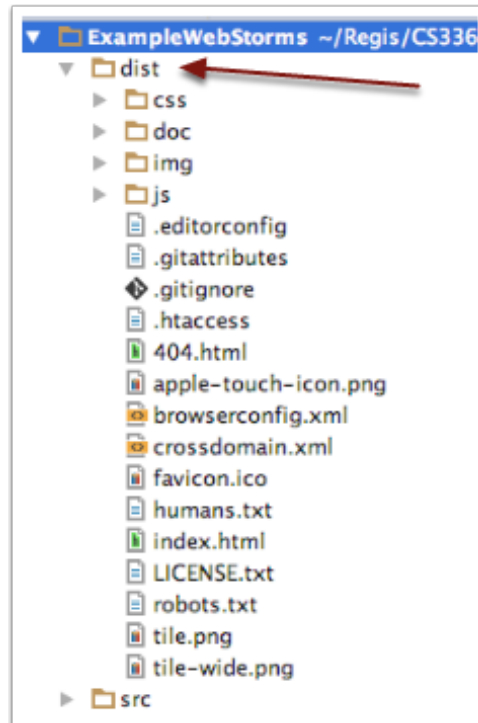 ExampleWebStorms ~/Regis/CS336
dist
css
doc
img
js
.editorconfig
.gitattributes
.gitignore
.htaccess
404.html
apple-touch-icon.png
browserconfig.xml
crossdomain.xml
favicon.ico
humans.txt
index.html
LICENSE.txt
robots.txt
tile.png
tile-wide.png
src